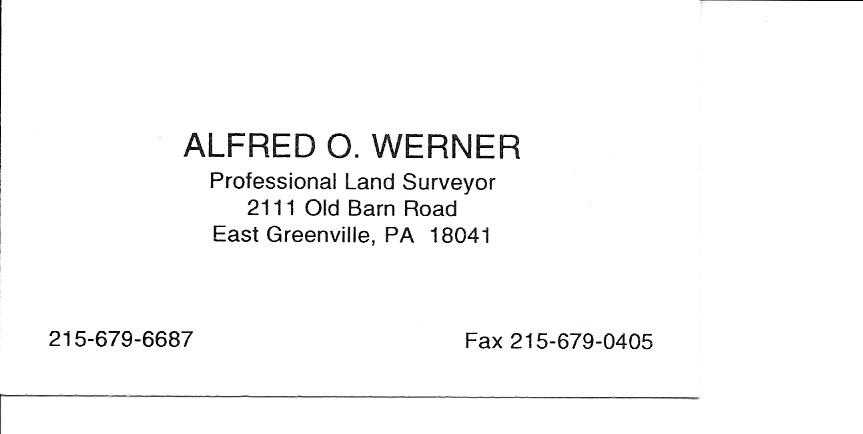 ALFRED O. WERNER
Professional Land Surveyor
2111 Old Barn Road
East Greenville, PA 18041
215-679-6687
Fax 215-679-0405